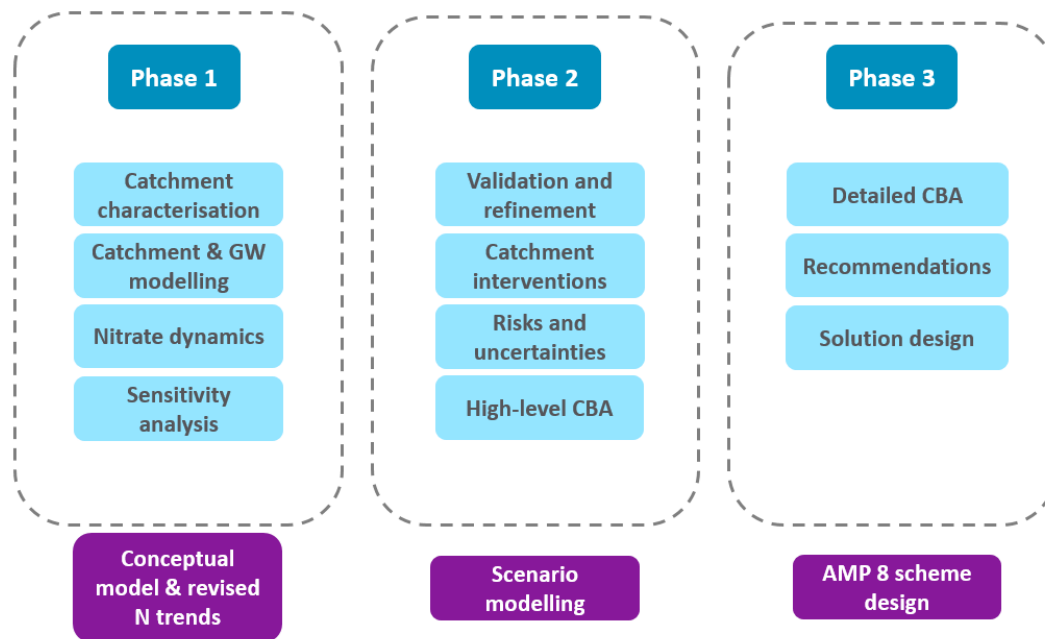 Phase 1
Catchment
characterisation
Catchment & GW
modelling
Nitrate dynamics
Sensitivity
analysis
Conceptual
model & revised
N trends
Phase 2
Validation and
refinement
Catchment
interventions
Risks and
uncertainties
High-level CBA
Scenario
modelling
Phase 3
Detailed CBA
Recommendations
Solution design
AMP 8 scheme
design